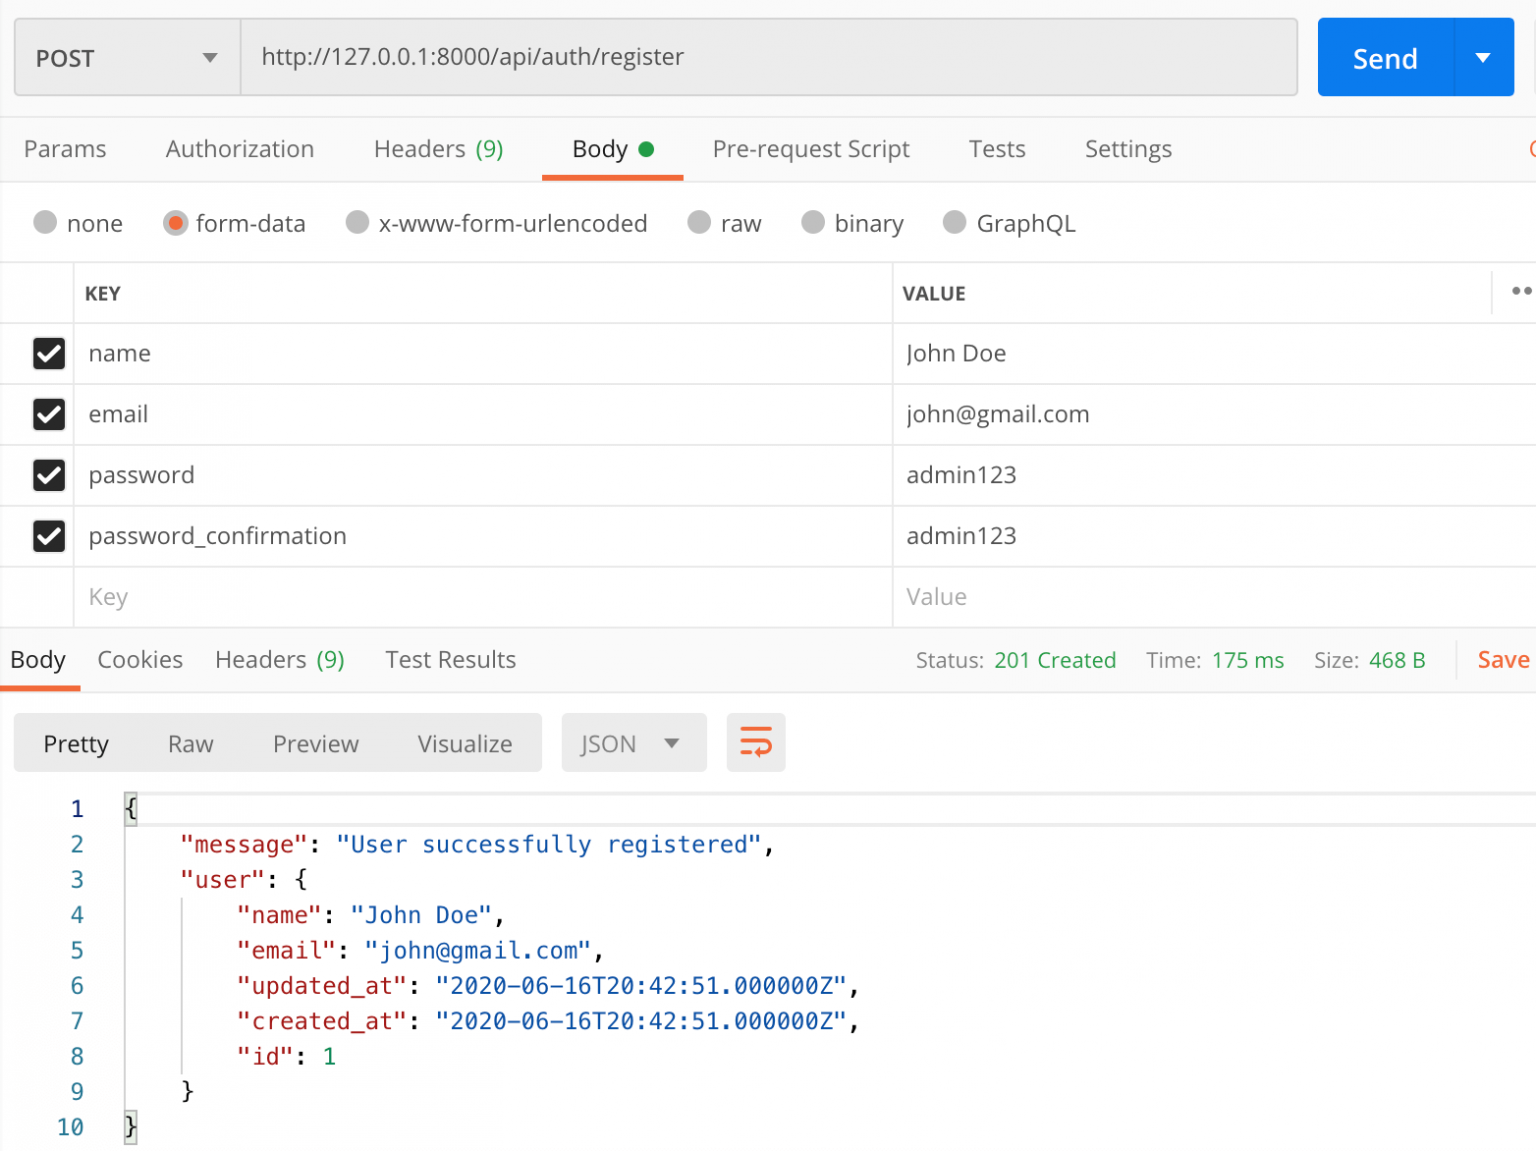 POST http://127.0.0.1:8000/api/auth/register Send
Params Authorization Headers (9) Body Pre-request Script Tests Settings
none form-data x-www-form-urlencoded raw binary GraphQL
KEY VALUE
name John Doe
email john@gmail.com
password admin123
password_confirmation admin123
Key Value
Body Cookies Headers (9) Test Results Status: 201 Created Time: 175 ms Size: 468 B Save
Pretty Raw Preview Visualize JSON
1 {
2 "message": "User successfully registered",
3 "user": {
4 "name": "John Doe",
5 "email": "john@gmail.com",
6 "updated_at": "2020-06-16T20:42:51.000000Z",
7 "created_at": "2020-06-16T20:42:51.000000Z",
8 "id": 1
9 }
10 }